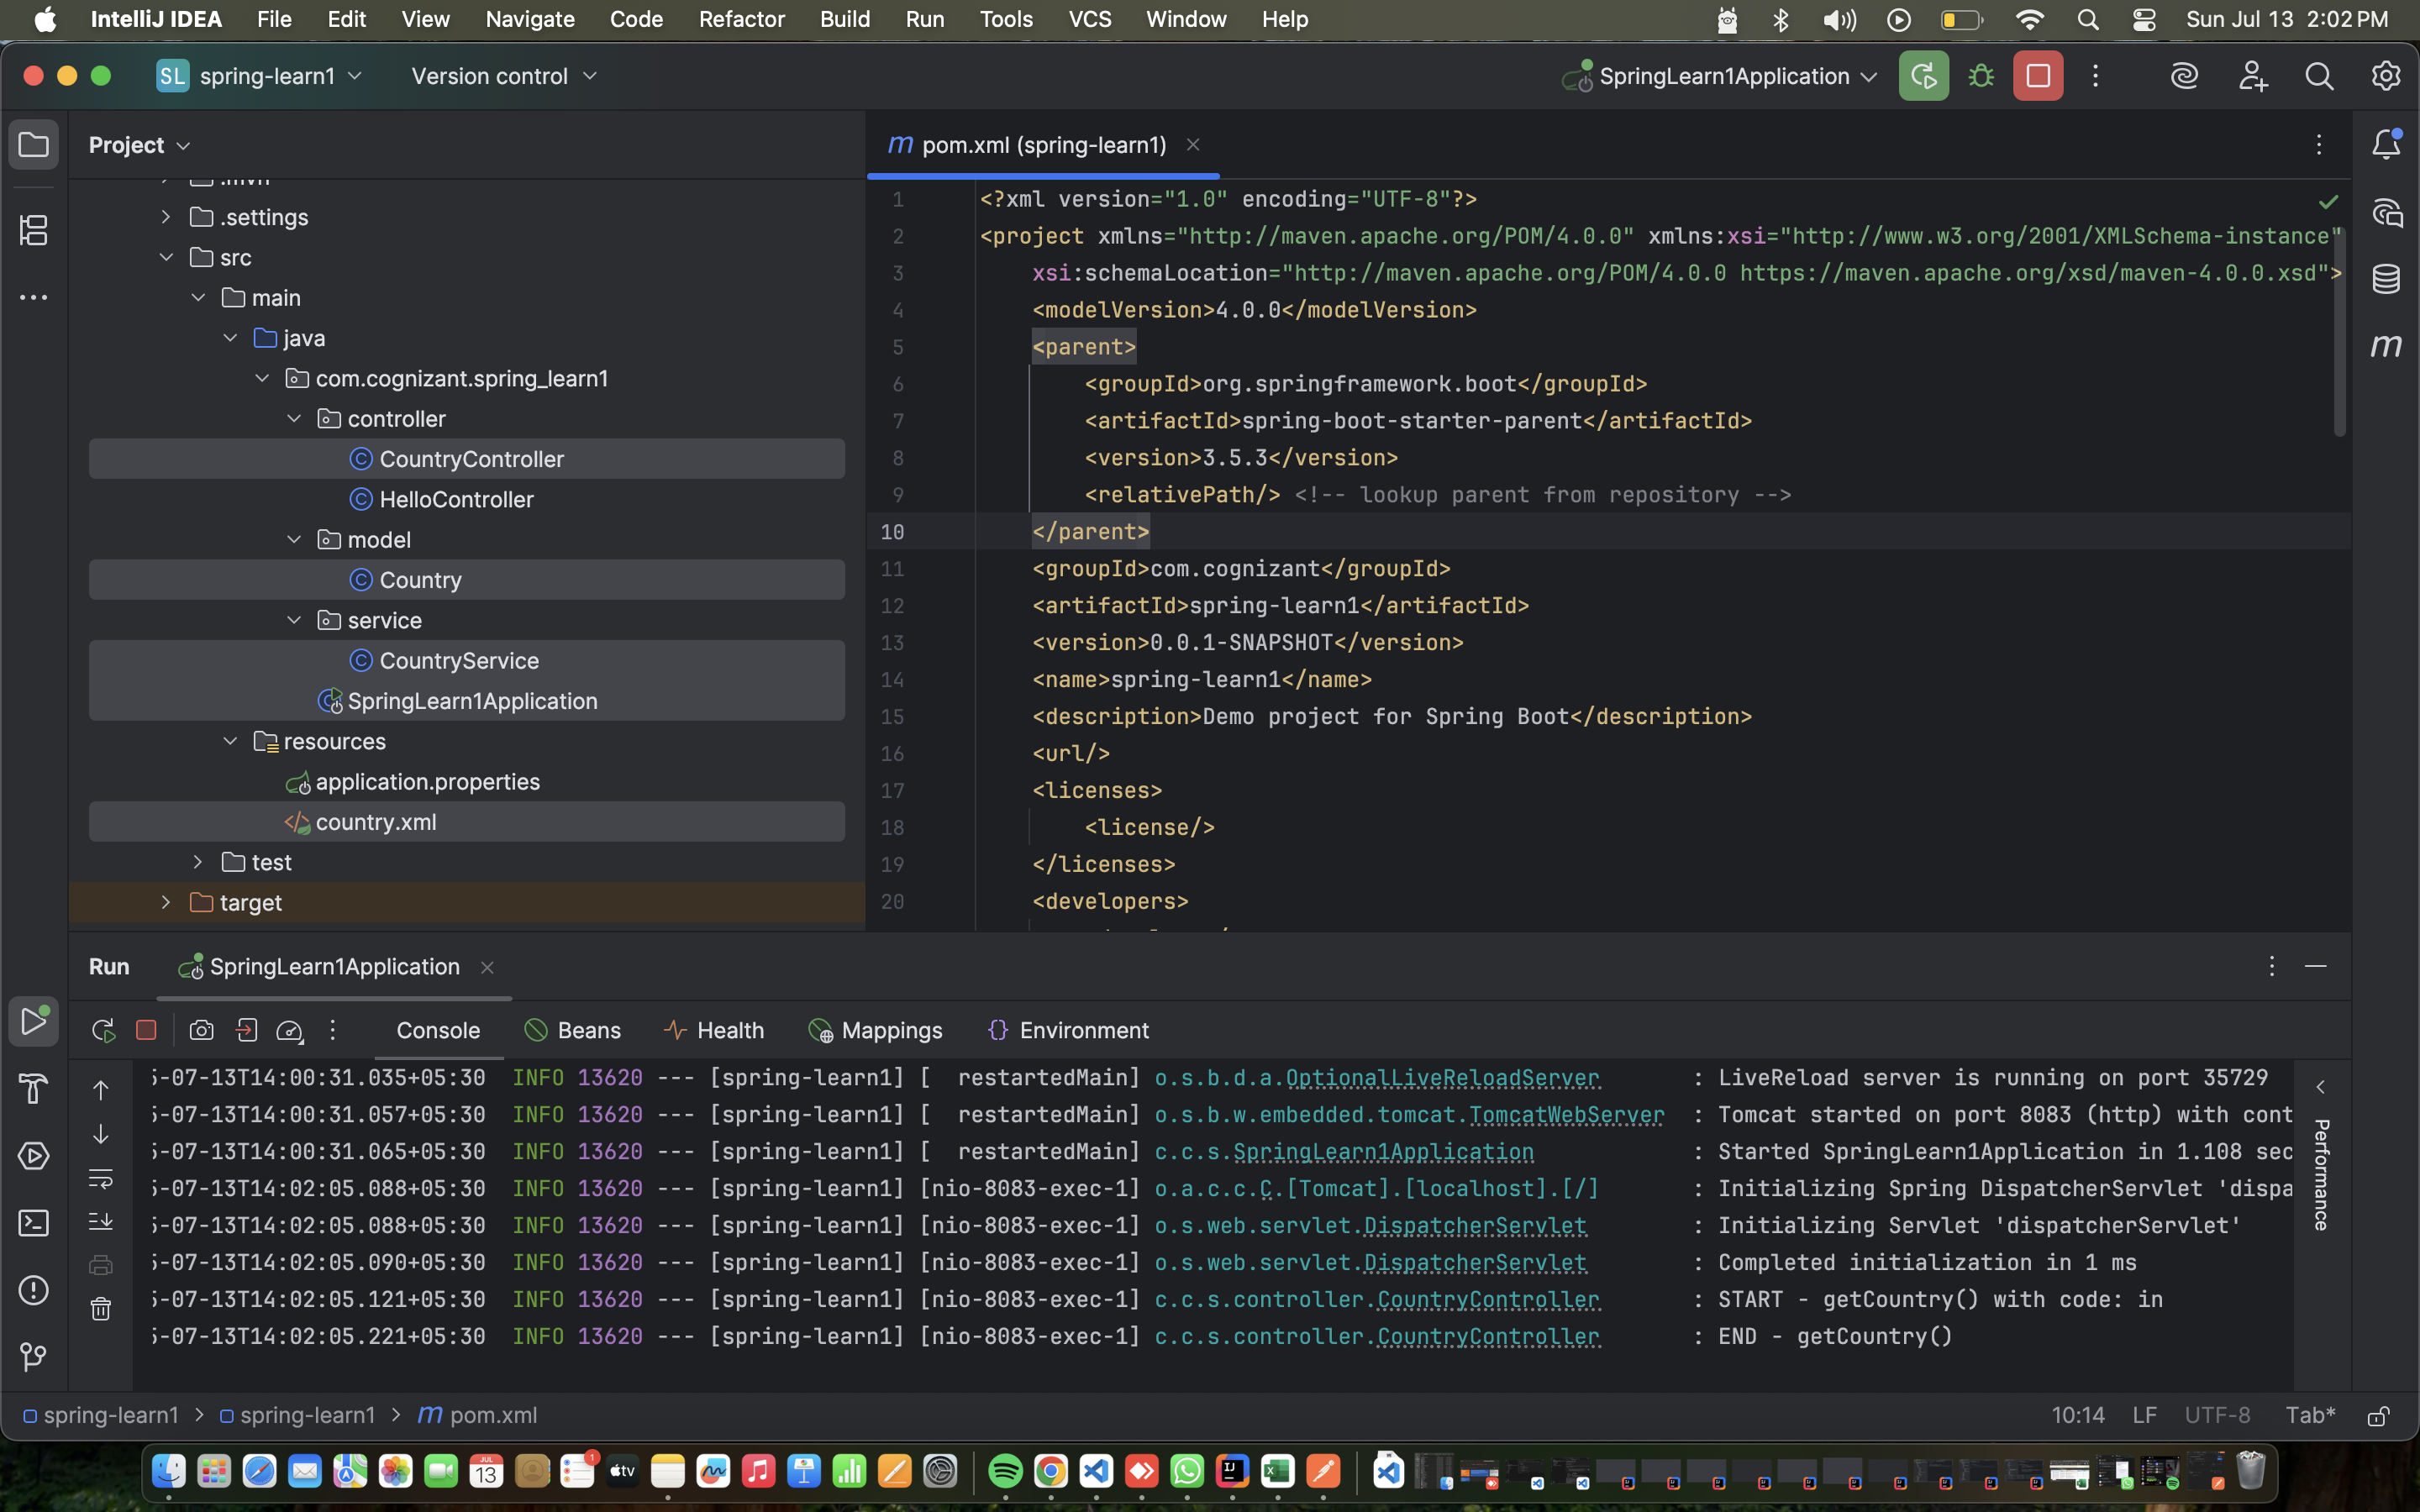 IntelliJ IDEA File Edit View Navigate Code Refactor Build Run Tools VCS Window Help Sun Jul 13 2:02 PM
SL spring-learn1 Version control SpringLearn1Application
Project
.mvn
.settings
src
main
java
com.cognizant.spring_learn1
controller
CountryController
HelloController
model
Country
service
CountryService
SpringLearn1Application
resources
application.properties
country.xml
test
target
m pom.xml (spring-learn1)
1 <?xml version="1.0" encoding="UTF-8"?>
2 <project xmlns="http://maven.apache.org/POM/4.0.0" xmlns:xsi="http://www.w3.org/2001/XMLSchema-instance"
3 xsi:schemaLocation="http://maven.apache.org/POM/4.0.0 https://maven.apache.org/xsd/maven-4.0.0.xsd">
4 <modelVersion>4.0.0</modelVersion>
5 <parent>
6 <groupId>org.springframework.boot</groupId>
7 <artifactId>spring-boot-starter-parent</artifactId>
8 <version>3.5.3</version>
9 <relativePath/> <!-- lookup parent from repository -->
10 </parent>
11 <groupId>com.cognizant</groupId>
12 <artifactId>spring-learn1</artifactId>
13 <version>0.0.1-SNAPSHOT</version>
14 <name>spring-learn1</name>
15 <description>Demo project for Spring Boot</description>
16 <url/>
17 <licenses>
18 <license/>
19 </licenses>
20 <developers>
m
Run SpringLearn1Application
Console Beans Health Mappings Environment
5-07-13T14:00:31.035+05:30 INFO 13620 --- [spring-learn1] [ restartedMain] o.s.b.d.a.OptionalLiveReloadServer : LiveReload server is running on port 35729
5-07-13T14:00:31.057+05:30 INFO 13620 --- [spring-learn1] [ restartedMain] o.s.b.w.embedded.tomcat.TomcatWebServer : Tomcat started on port 8083 (http) with cont
5-07-13T14:00:31.065+05:30 INFO 13620 --- [spring-learn1] [ restartedMain] c.c.s.SpringLearn1Application : Started SpringLearn1Application in 1.108 sec
5-07-13T14:02:05.088+05:30 INFO 13620 --- [spring-learn1] [nio-8083-exec-1] o.a.c.c.C.[Tomcat].[localhost].[/] : Initializing Spring DispatcherServlet 'dispa
5-07-13T14:02:05.088+05:30 INFO 13620 --- [spring-learn1] [nio-8083-exec-1] o.s.web.servlet.DispatcherServlet : Initializing Servlet 'dispatcherServlet'
5-07-13T14:02:05.090+05:30 INFO 13620 --- [spring-learn1] [nio-8083-exec-1] o.s.web.servlet.DispatcherServlet : Completed initialization in 1 ms
5-07-13T14:02:05.121+05:30 INFO 13620 --- [spring-learn1] [nio-8083-exec-1] c.c.s.controller.CountryController : START - getCountry() with code: in
5-07-13T14:02:05.221+05:30 INFO 13620 --- [spring-learn1] [nio-8083-exec-1] c.c.s.controller.CountryController : END - getCountry()
Performance
spring-learn1 > spring-learn1 > m pom.xml 10:14 LF UTF-8 Tab*
JUL
13
1
tv
IJ